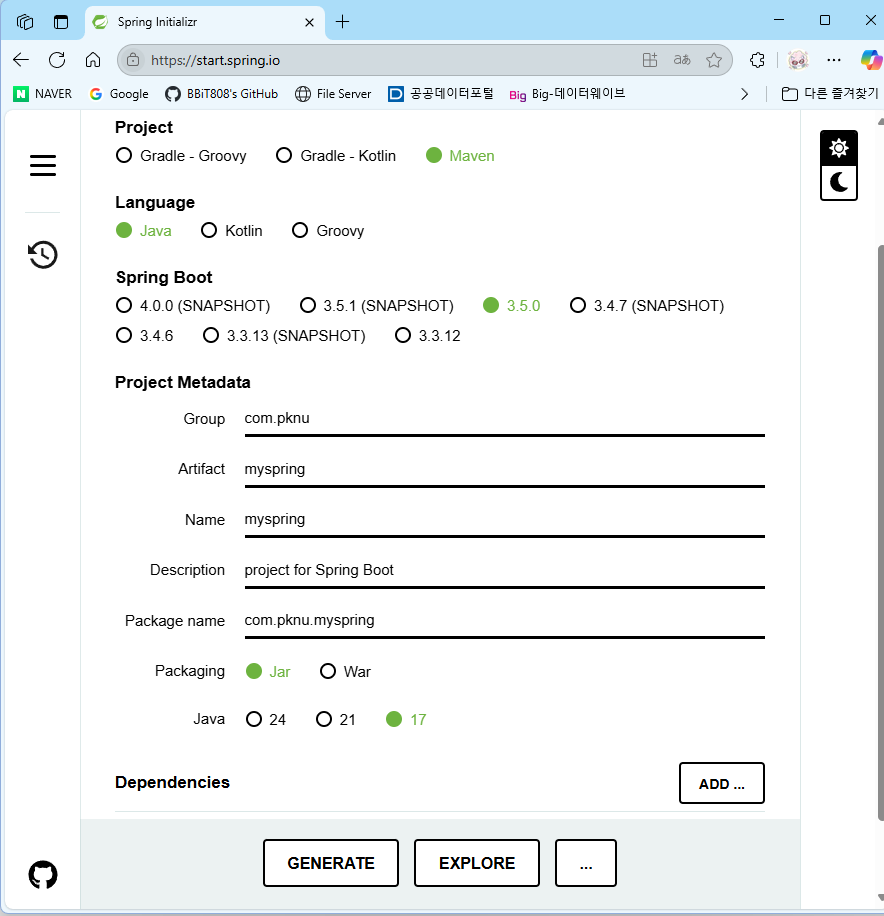 Spring Initializr
https://start.spring.io
NAVER Google BBiT808's GitHub File Server 공공데이터포털 Big Big-데이터웨이브 다른 즐겨찾기
Project
Gradle - Groovy Gradle - Kotlin Maven
Language
Java Kotlin Groovy
Spring Boot
4.0.0 (SNAPSHOT) 3.5.1 (SNAPSHOT) 3.5.0 3.4.7 (SNAPSHOT)
3.4.6 3.3.13 (SNAPSHOT) 3.3.12
Project Metadata
Group com.pknu
Artifact myspring
Name myspring
Description project for Spring Boot
Package name com.pknu.myspring
Packaging Jar War
Java 24 21 17
Dependencies ADD ...
GENERATE EXPLORE ...